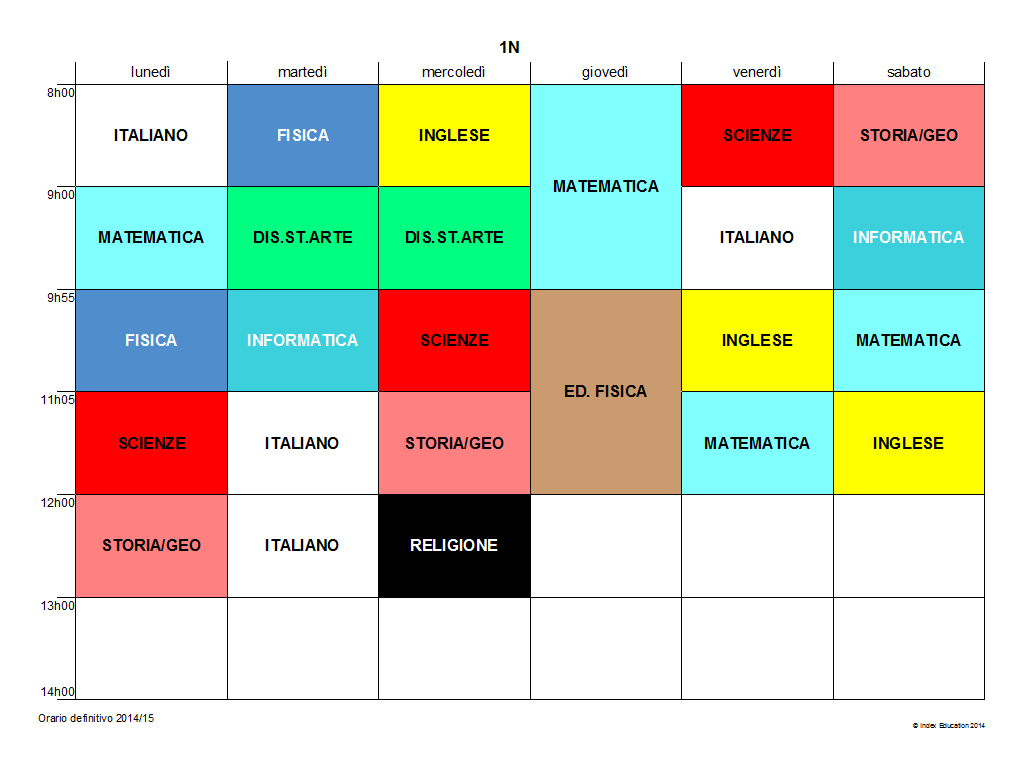 1N
lunedì martedì mercoledì giovedì venerdì sabato
8h00
ITALIANO FISICA INGLESE MATEMATICA SCIENZE STORIA/GEO
9h00
MATEMATICA DIS.ST.ARTE DIS.ST.ARTE ITALIANO INFORMATICA
9h55
FISICA INFORMATICA SCIENZE ED. FISICA INGLESE MATEMATICA
11h05
SCIENZE ITALIANO STORIA/GEO MATEMATICA INGLESE
12h00
STORIA/GEO ITALIANO RELIGIONE
13h00
14h00
Orario definitivo 2014/15
© Index Education 2014